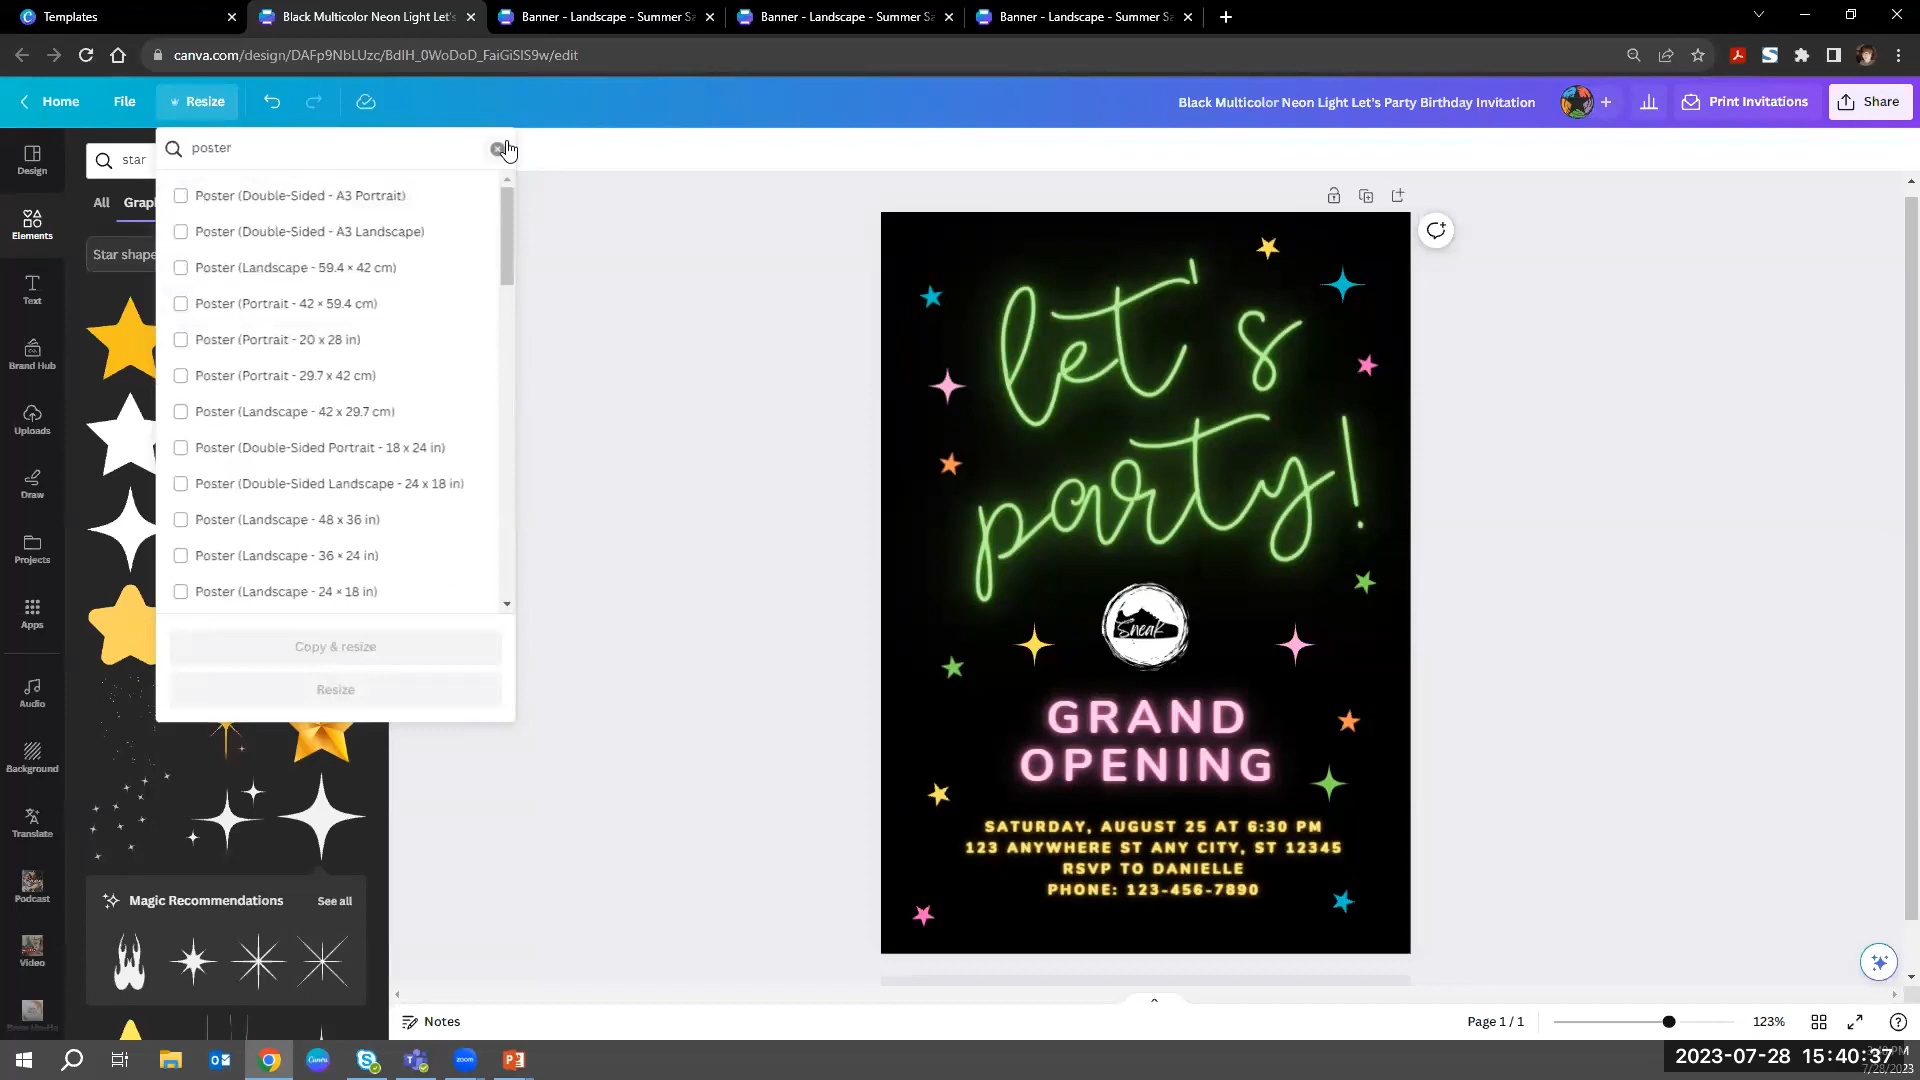 Templates
Black Multicolor Neon Light Let's
Banner - Landscape - Summer Sa
Banner - Landscape - Summer Sa
Banner - Landscape - Summer Sa
canva.com/design/DAFp9NbLUzc/BdlH_0WoDoD_FaiGiSlS9w/edit
Home
File
Resize
Black Multicolor Neon Light Let's Party Birthday Invitation
Print Invitations
Share
poster
star
All
Graph
Star shape
Design
Elements
Text
Brand Hub
Uploads
Draw
Projects
Apps
Audio
Background
Translate
Podcast
Video
Poster (Double-Sided - A3 Portrait)
Poster (Double-Sided - A3 Landscape)
Poster (Landscape - 59.4 × 42 cm)
Poster (Portrait - 42 × 59.4 cm)
Poster (Portrait - 20 x 28 in)
Poster (Portrait - 29.7 x 42 cm)
Poster (Landscape - 42 x 29.7 cm)
Poster (Double-Sided Portrait - 18 x 24 in)
Poster (Double-Sided Landscape - 24 x 18 in)
Poster (Landscape - 48 x 36 in)
Poster (Landscape - 36 × 24 in)
Poster (Landscape - 24 × 18 in)
Copy & resize
Resize
Magic Recommendations
See all
let's
party!
Sneak
GRAND
OPENING
SATURDAY, AUGUST 25 AT 6:30 PM
123 ANYWHERE ST ANY CITY, ST 12345
RSVP TO DANIELLE
PHONE: 123-456-7890
Notes
Page 1 / 1
123%
2023-07-28 15:40:37
7/28/2023